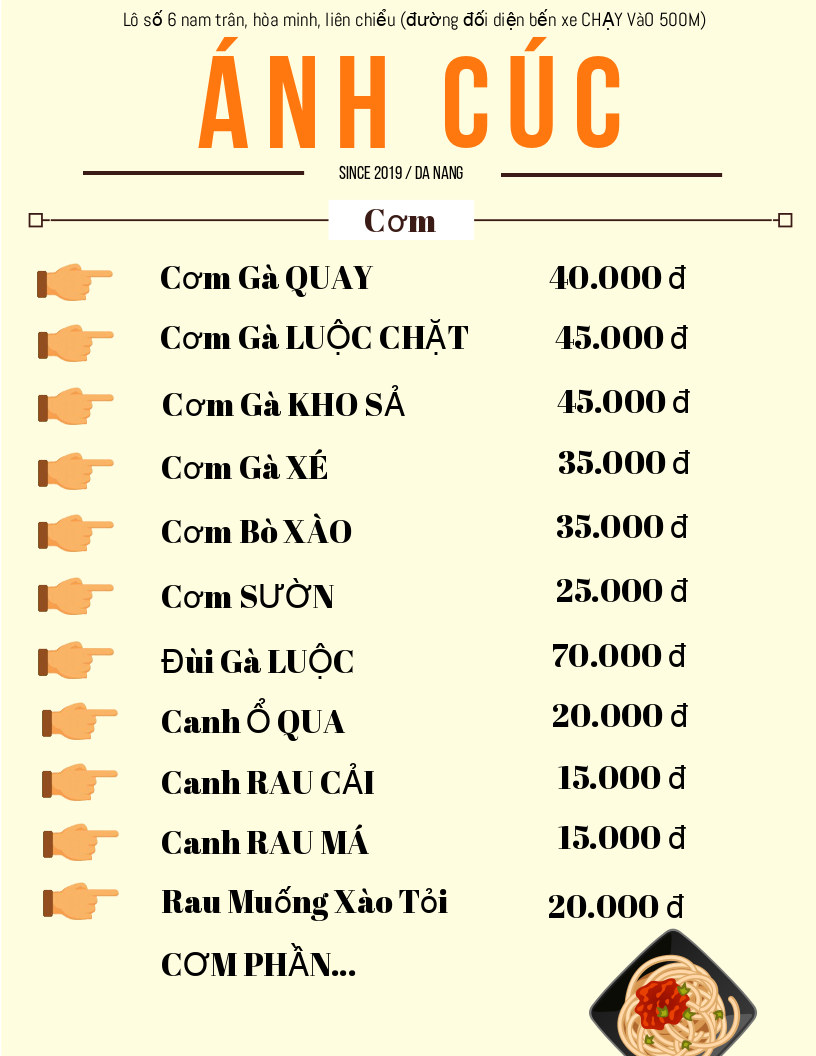 Lô số 6 nam trân, hòa minh, liên chiểu (đường đối diện bến xe CHẠY VàO 500M)
ÁNH CÚC
SINCE 2019 / DA NANG
Cơm
Cơm Gà QUAY 40.000 đ
Cơm Gà LUỘC CHẶT 45.000 đ
Cơm Gà KHO SẢ 45.000 đ
Cơm Gà XÉ 35.000 đ
Cơm Bò XÀO 35.000 đ
Cơm SƯỜN 25.000 đ
Đùi Gà LUỘC 70.000 đ
Canh Ổ QUA 20.000 đ
Canh RAU CẢI 15.000 đ
Canh RAU MÁ 15.000 đ
Rau Muống Xào Tỏi 20.000 đ
CƠM PHẦN...